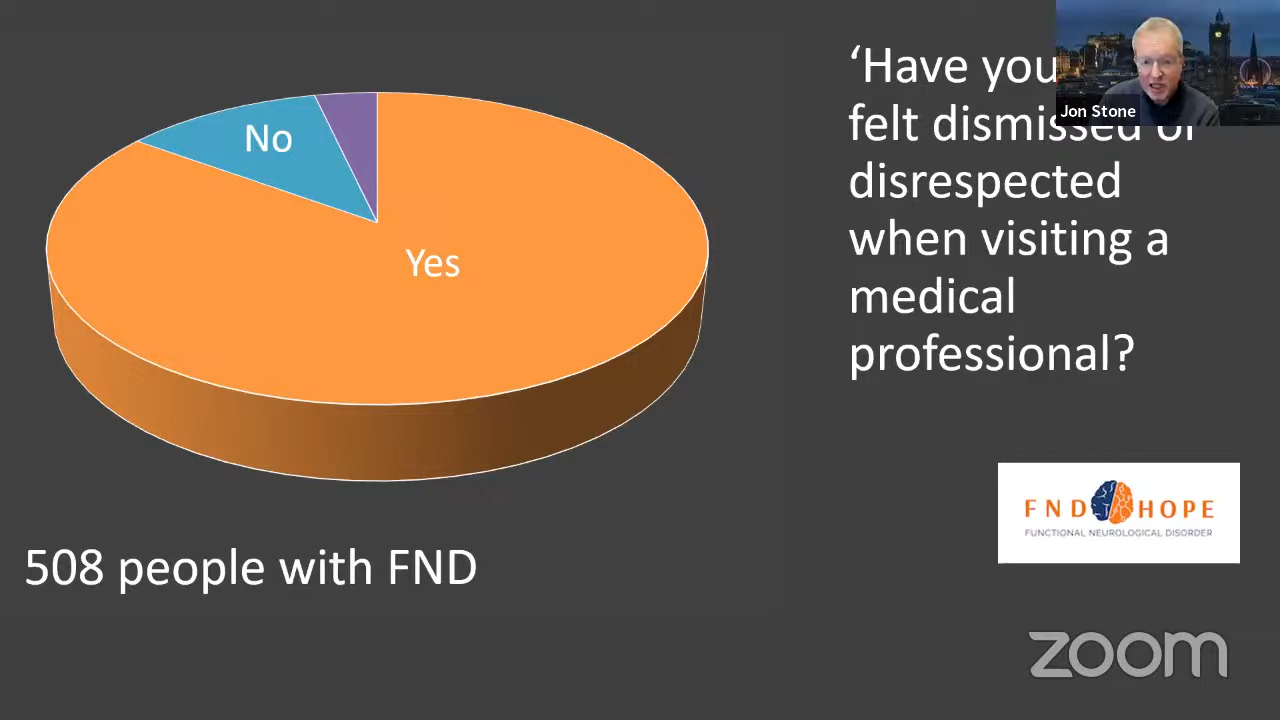 No
Yes
508 people with FND
‘Have you
felt dismissed or
disrespected
when visiting a
medical
professional?
Jon Stone
FND HOPE
FUNCTIONAL NEUROLOGICAL DISORDER
zoom